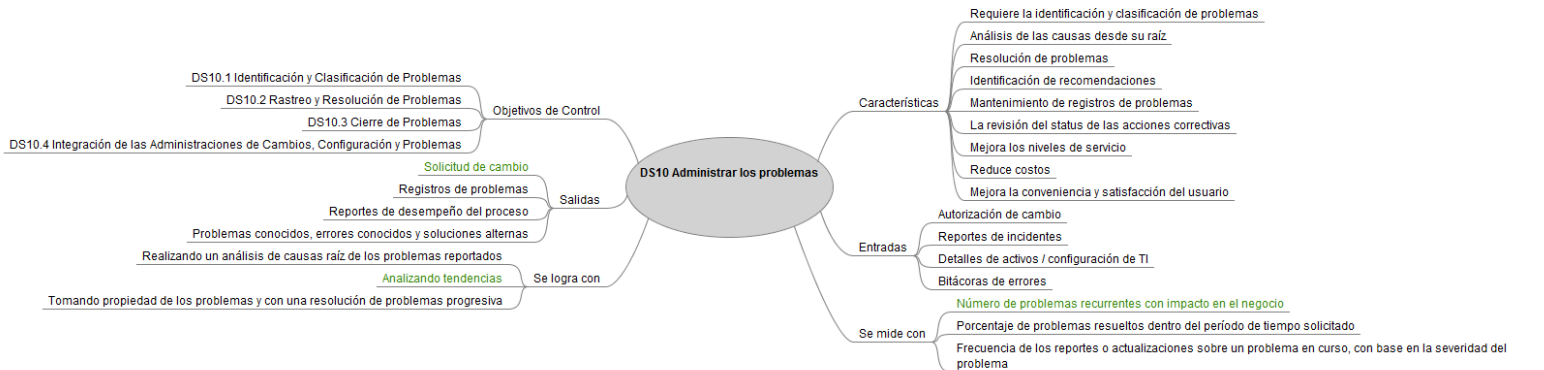 DS10 Administrar los problemas
Objetivos de Control
DS10.1 Identificación y Clasificación de Problemas
DS10.2 Rastreo y Resolución de Problemas
DS10.3 Cierre de Problemas
DS10.4 Integración de las Administraciones de Cambios, Configuración y Problemas
Salidas
Solicitud de cambio
Registros de problemas
Reportes de desempeño del proceso
Problemas conocidos, errores conocidos y soluciones alternas
Se logra con
Realizando un análisis de causas raíz de los problemas reportados
Analizando tendencias
Tomando propiedad de los problemas y con una resolución de problemas progresiva
Características
Requiere la identificación y clasificación de problemas
Análisis de las causas desde su raíz
Resolución de problemas
Identificación de recomendaciones
Mantenimiento de registros de problemas
La revisión del status de las acciones correctivas
Mejora los niveles de servicio
Reduce costos
Mejora la conveniencia y satisfacción del usuario
Entradas
Autorización de cambio
Reportes de incidentes
Detalles de activos / configuración de TI
Bitácoras de errores
Se mide con
Número de problemas recurrentes con impacto en el negocio
Porcentaje de problemas resueltos dentro del período de tiempo solicitado
Frecuencia de los reportes o actualizaciones sobre un problema en curso, con base en la severidad del
problema